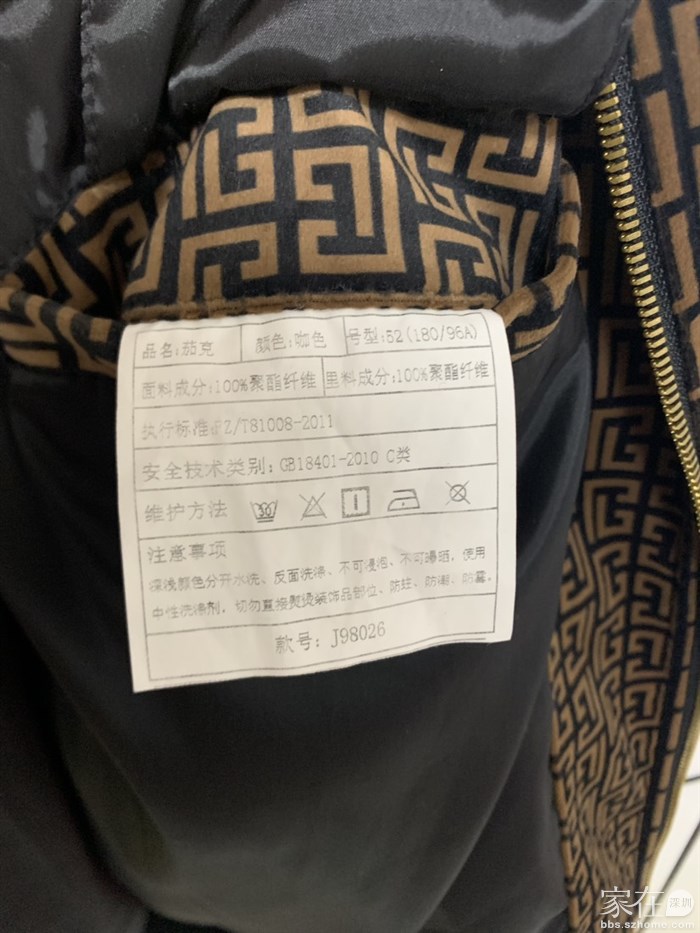 品名:茄克 颜色:咖色 号型:52(180/96A)
面料成分:100%聚酯纤维 里料成分:100%聚酯纤维
执行标准:FZ/T81008-2011
安全技术类别:GB18401-2010 C类
维护方法
注意事项
深浅颜色分开水洗、反面洗涤、不可浸泡、不可曝晒,使用
中性洗涤剂,切勿直接熨烫装饰品部位、防蛀、防潮、防霉。
款号:J98026
家在深圳
bbs.szhome.com